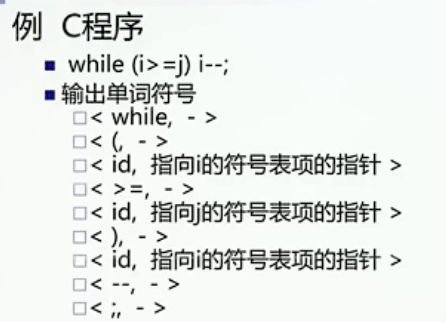 例 C程序
while (i>=j) i--;
输出单词符号
< while, - >
< (, - >
< id, 指向i的符号表项的指针 >
< >=, - >
< id, 指向j的符号表项的指针 >
< ), - >
< id, 指向i的符号表项的指针 >
< --, - >
< ;, - >